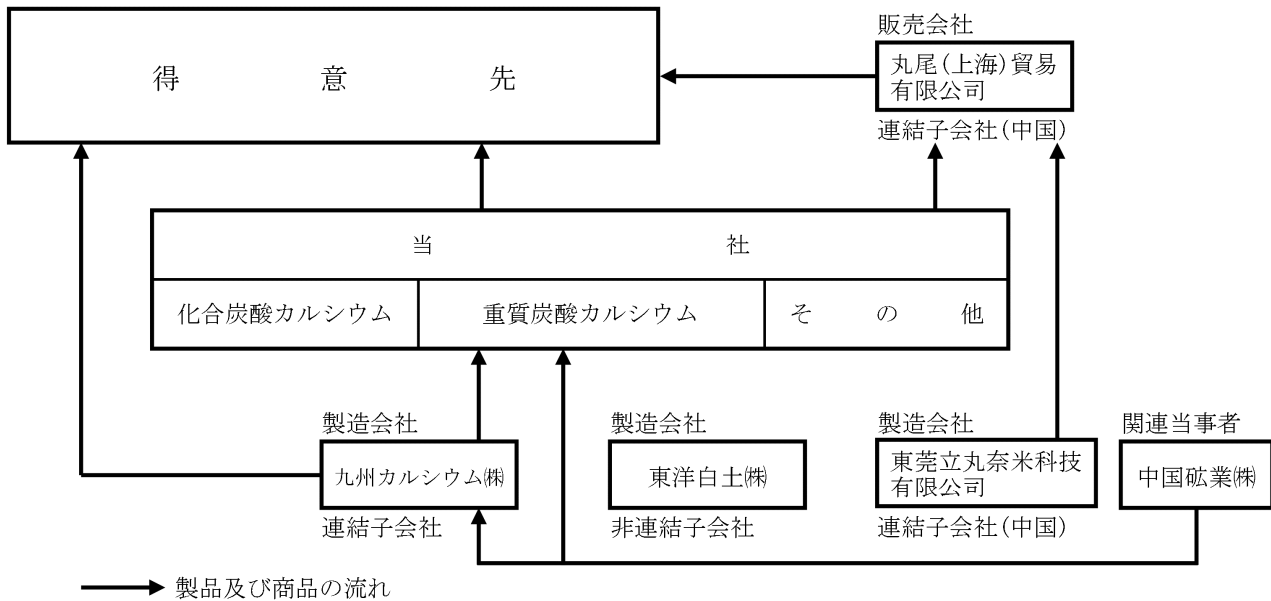 販売会社
得意先
丸尾(上海)貿易
有限公司
連結子会社(中国)
当社
化合炭酸カルシウム
重質炭酸カルシウム
その他
製造会社
九州カルシウム㈱
連結子会社
製造会社
東洋白土㈱
非連結子会社
製造会社
東莞立丸奈米科技
有限公司
連結子会社(中国)
関連当事者
中国砿業㈱
製品及び商品の流れ